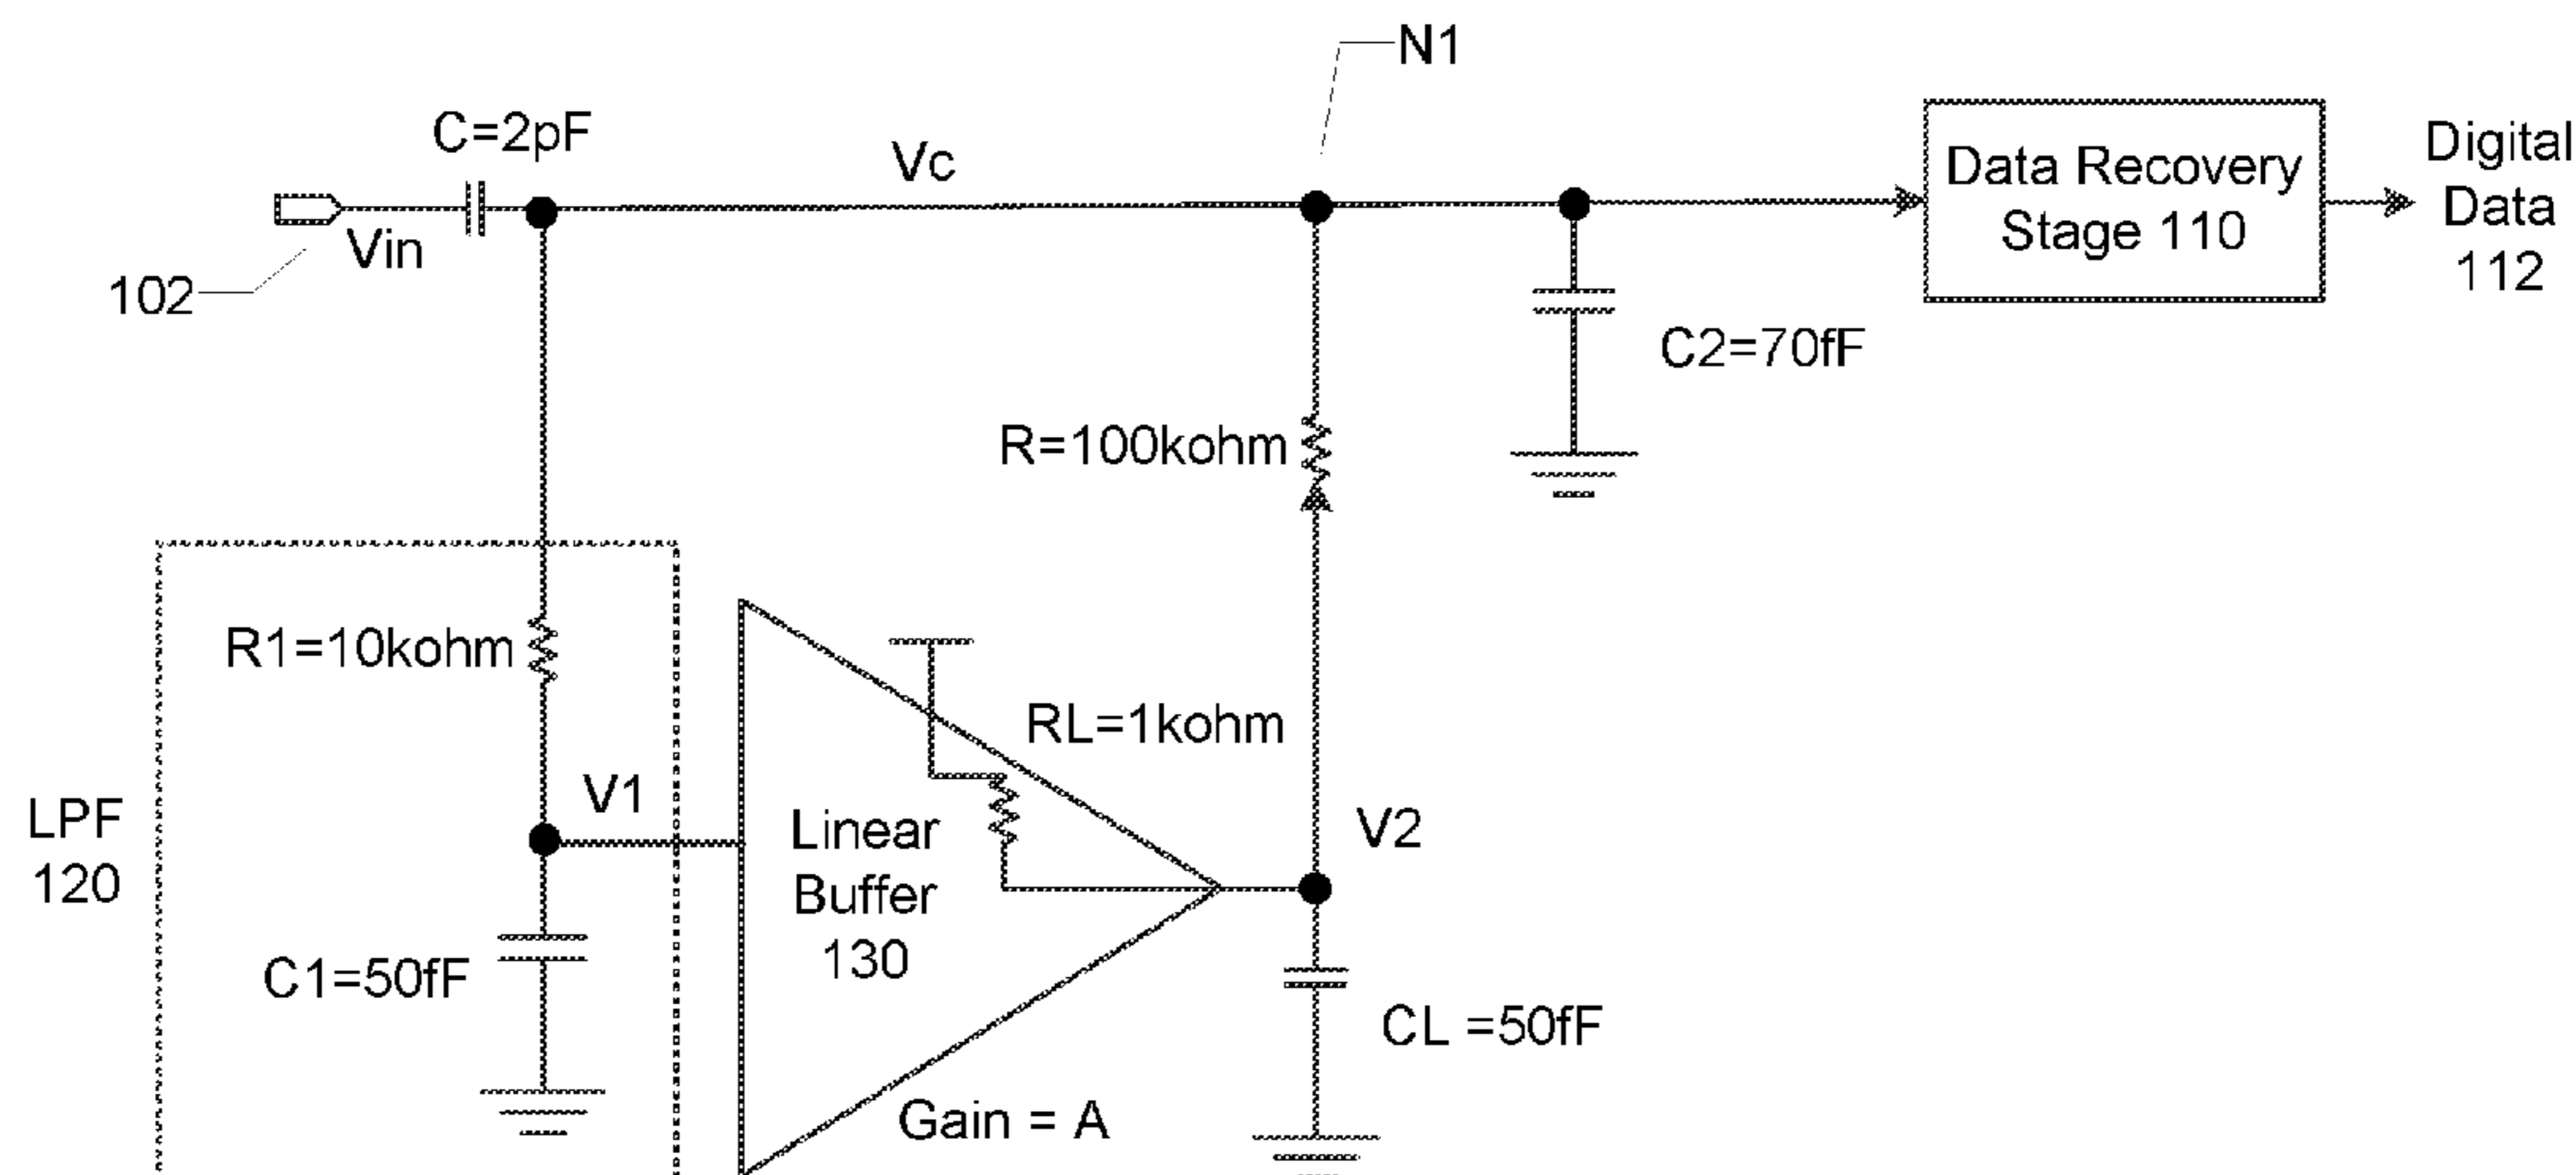 N1
C=2pF
Vc
Vin
102
Data Recovery
Stage 110
Digital
Data
112
C2=70fF
R=100kohm
R1=10kohm
RL=1kohm
V1
V2
LPF
120
Linear
Buffer
130
C1=50fF
CL =50fF
Gain = A